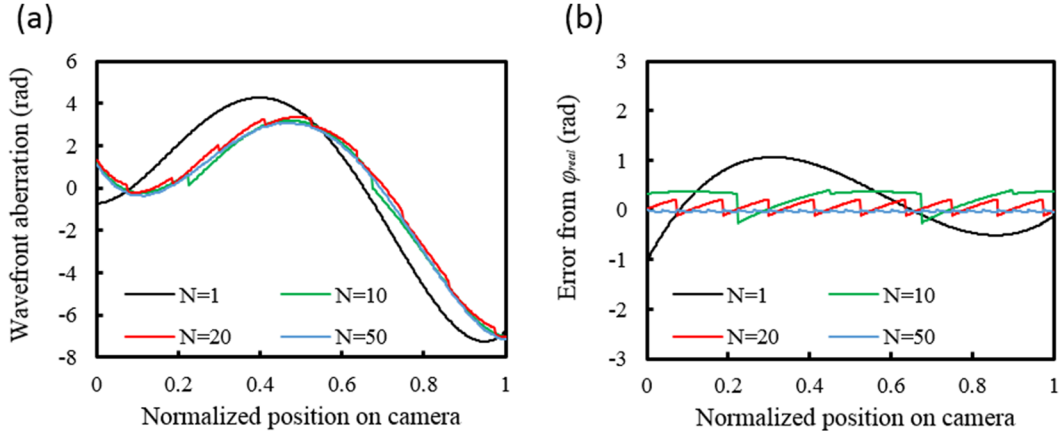 (a)
Wavefront aberration (rad)
6
4
2
0
-2
-4
-6
-8
N=1
N=10
N=20
N=50
0
0.2
0.4
0.6
0.8
1
Normalized position on camera
(b)
Error from φreal (rad)
3
2
1
0
-1
-2
-3
N=1
N=10
N=20
N=50
0
0.2
0.4
0.6
0.8
1
Normalized position on camera